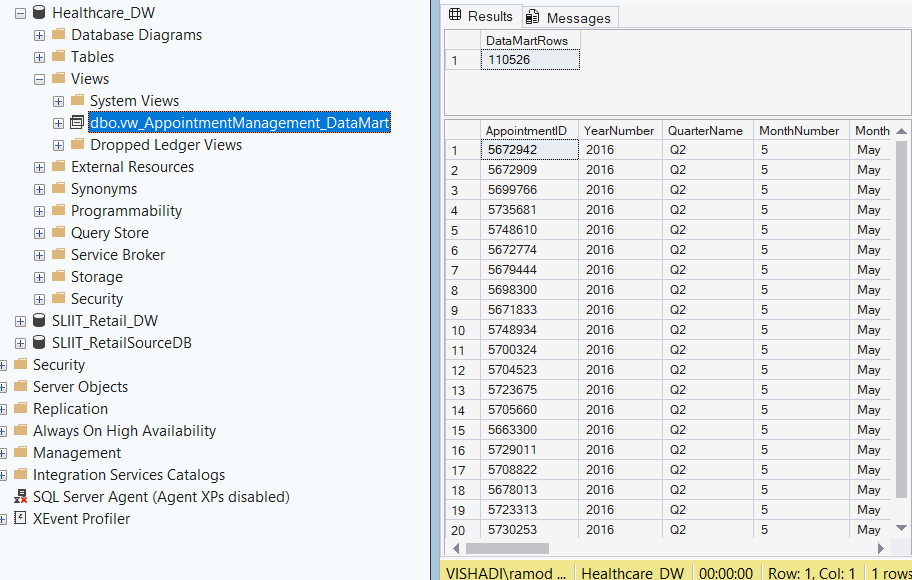 Healthcare_DW
Database Diagrams
Tables
Views
System Views
dbo.vw_AppointmentManagement_DataMart
Dropped Ledger Views
External Resources
Synonyms
Programmability
Query Store
Service Broker
Storage
Security
SLIIT_Retail_DW
SLIIT_RetailSourceDB
Security
Server Objects
Replication
Always On High Availability
Management
Integration Services Catalogs
SQL Server Agent (Agent XPs disabled)
XEvent Profiler
Results Messages
DataMartRows
1 110526
AppointmentID YearNumber QuarterName MonthNumber Month
1 5672942 2016 Q2 5 May
2 5672909 2016 Q2 5 May
3 5699766 2016 Q2 5 May
4 5735681 2016 Q2 5 May
5 5748610 2016 Q2 5 May
6 5672774 2016 Q2 5 May
7 5679444 2016 Q2 5 May
8 5698300 2016 Q2 5 May
9 5671833 2016 Q2 5 May
10 5748934 2016 Q2 5 May
11 5700324 2016 Q2 5 May
12 5704523 2016 Q2 5 May
13 5723675 2016 Q2 5 May
14 5705660 2016 Q2 5 May
15 5663300 2016 Q2 5 May
16 5729011 2016 Q2 5 May
17 5708822 2016 Q2 5 May
18 5678013 2016 Q2 5 May
19 5723313 2016 Q2 5 May
20 5730253 2016 Q2 5 May
VISHADI\ramod ... Healthcare_DW 00:00:00 Row: 1, Col: 1 1 rows